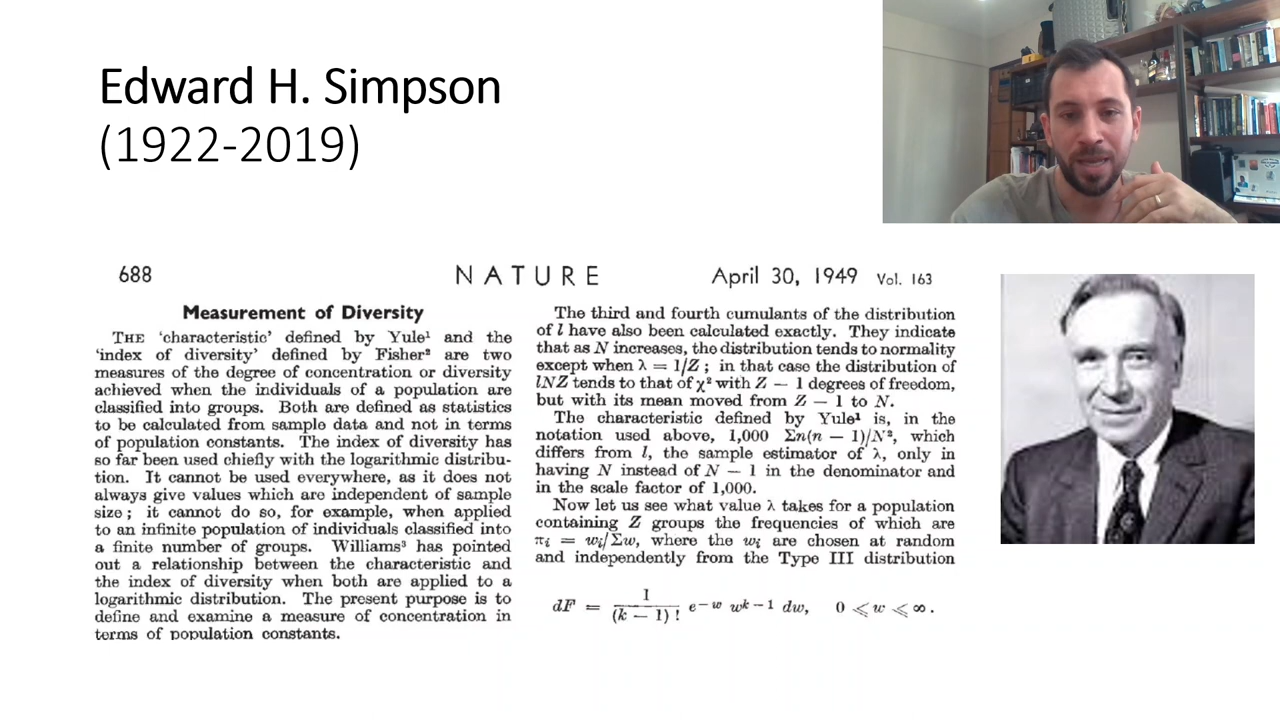 Edward H. Simpson
(1922-2019)
688 NATURE April 30, 1949 Vol. 163
Measurement of Diversity
THE 'characteristic' defined by Yule¹ and the
'index of diversity' defined by Fisher² are two
measures of the degree of concentration or diversity
achieved when the individuals of a population are
classified into groups. Both are defined as statistics
to be calculated from sample data and not in terms
of population constants. The index of diversity has
so far been used chiefly with the logarithmic distribu-
tion. It cannot be used everywhere, as it does not
always give values which are independent of sample
size; it cannot do so, for example, when applied
to an infinite population of individuals classified into
a finite number of groups. Williams³ has pointed
out a relationship between the characteristic and
the index of diversity when both are applied to a
logarithmic distribution. The present purpose is to
define and examine a measure of concentration in
terms of population constants.
The third and fourth cumulants of the distribution
of l have also been calculated exactly. They indicate
that as N increases, the distribution tends to normality
except when λ = 1/Z; in that case the distribution of
lNZ tends to that of χ² with Z − 1 degrees of freedom,
but with its mean moved from Z − 1 to N.
The characteristic defined by Yule¹ is, in the
notation used above, 1,000 Σn(n − 1)/N², which
differs from l, the sample estimator of λ, only in
having N instead of N − 1 in the denominator and
in the scale factor of 1,000.
Now let us see what value λ takes for a population
containing Z groups the frequencies of which are
πᵢ = wᵢ/Σw, where the wᵢ are chosen at random
and independently from the Type III distribution
dF = 1/(k − 1)! e⁻ʷ wᵏ⁻¹ dw, 0 ⩽ w ⩽ ∞.